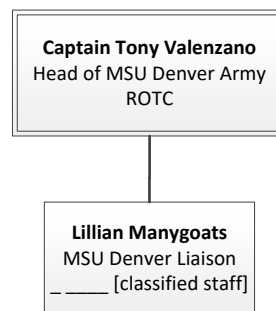 Captain Tony Valenzano
Head of MSU Denver Army
ROTC
Lillian Manygoats
MSU Denver Liaison
_ ____ [classified staff]